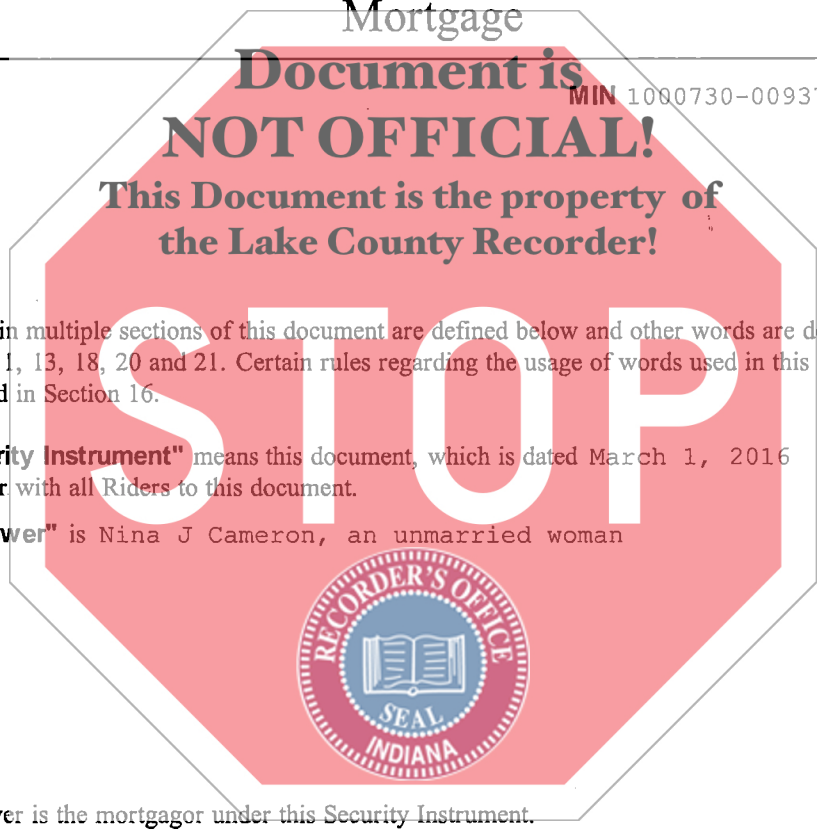 Mortgage
Document is
MIN 1000730-00937
NOT OFFICIAL!
This Document is the property of
the Lake County Recorder!
STOP
in multiple sections of this document are defined below and other words are
1, 13, 18, 20 and 21. Certain rules regarding the usage of words used in this
in Section 16.
rity Instrument" means this document, which is dated March 1, 2016
r with all Riders to this document.
wer" is Nina J Cameron, an unmarried woman
RECORDER'S OFFICE
SEAL
INDIANA
er is the mortgagor under this Security Instrument.